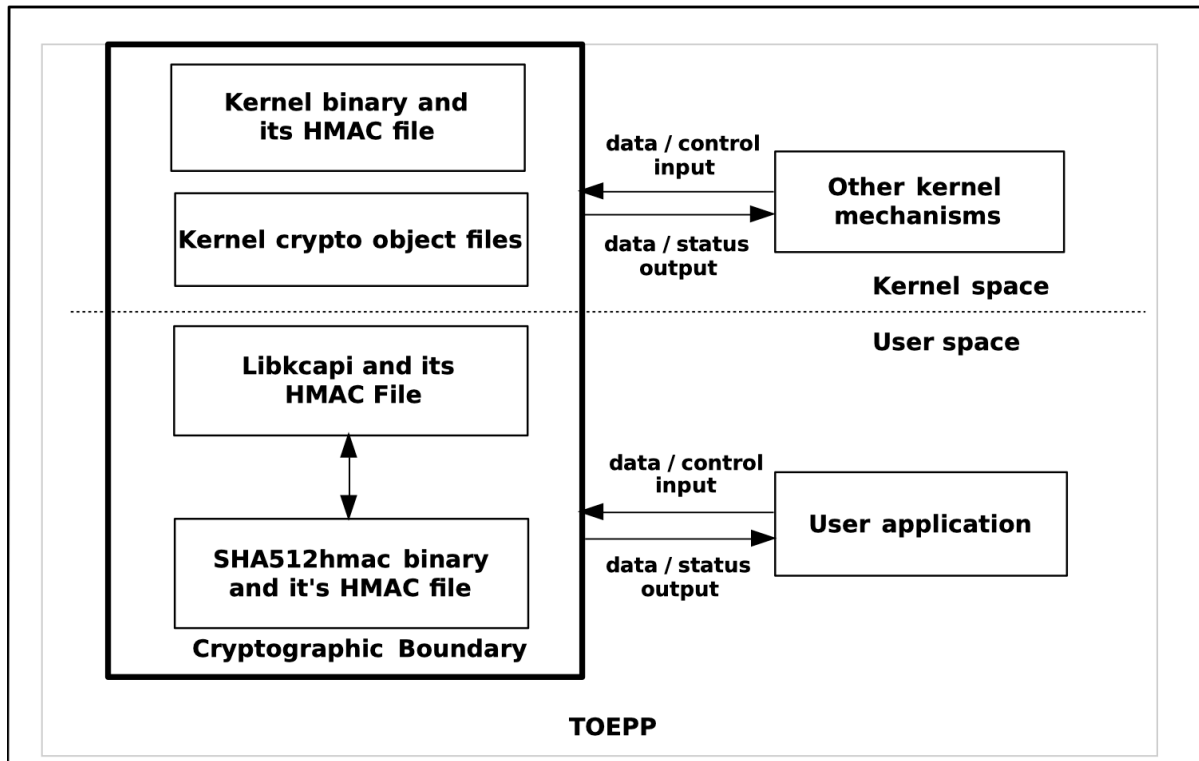 Kernel binary and
its HMAC file
Kernel crypto object files
data / control
input
data / status
output
Other kernel
mechanisms
Kernel space
User space
Libkcapi and its
HMAC File
SHA512hmac binary
and it's HMAC file
Cryptographic Boundary
data / control
input
data / status
output
User application
TOEPP